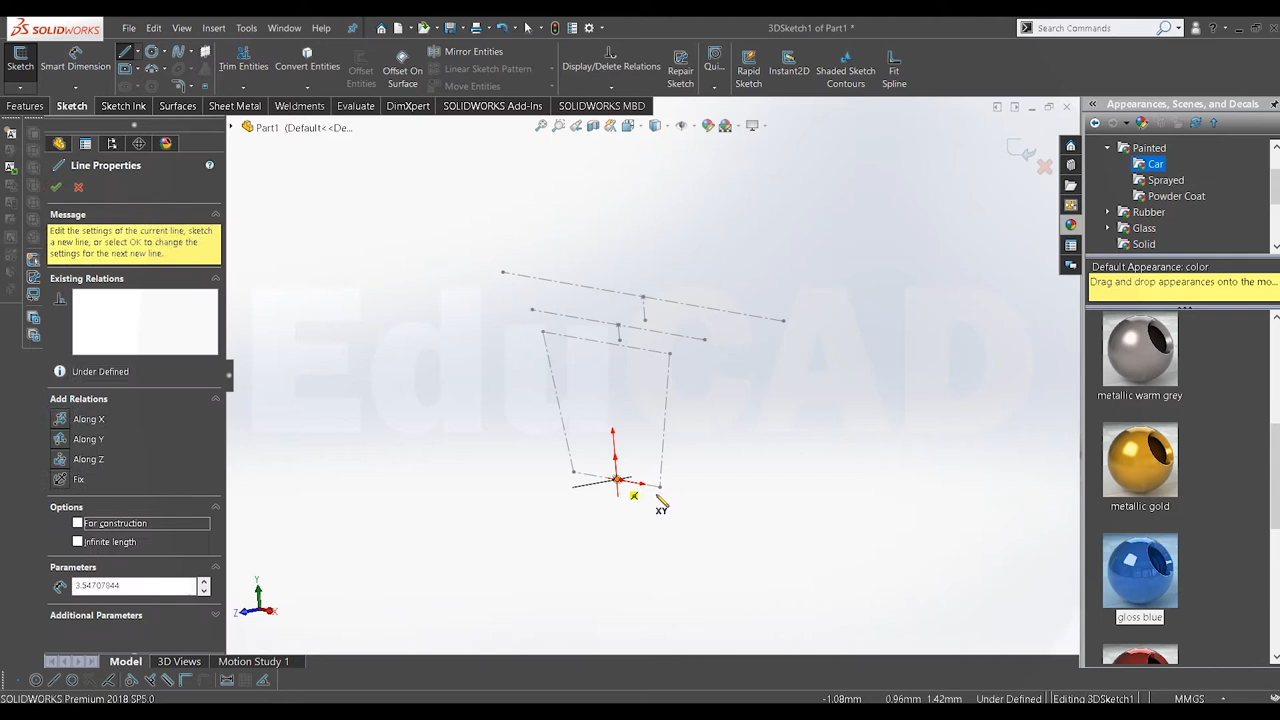 SOLIDWORKS
File Edit View Insert Tools Window
3DSketch1 of Part1 *
Search Commands
Sketch
Smart Dimension
Trim Entities
Convert Entities
Offset Entities
Offset On Surface
Mirror Entities
Linear Sketch Pattern
Move Entities
Display/Delete Relations
Repair Sketch
Qui...
Rapid Sketch
Instant2D
Shaded Sketch Contours
Fit Spline
Features Sketch Sketch Ink Surfaces Sheet Metal Weldments Evaluate DimXpert SOLIDWORKS Add-Ins SOLIDWORKS MBD
Part1 (Default<<De...
Line Properties
Message
Edit the settings of the current line, sketch
a new line, or select OK to change the
settings for the next new line.
Existing Relations
Under Defined
Add Relations
Along X
Along Y
Along Z
Fix
Options
For construction
Infinite length
Parameters
3.54707844
Additional Parameters
EduCAD
XY
Y
Z
X
Appearances, Scenes, and Decals
Painted
Car
Sprayed
Powder Coat
Rubber
Glass
Solid
Default Appearance: color
Drag and drop appearances onto the mo...
metallic warm grey
metallic gold
gloss blue
Model 3D Views Motion Study 1
SOLIDWORKS Premium 2018 SP5.0
-1.08mm 0.96mm 1.42mm Under Defined Editing 3DSketch1 MMGS